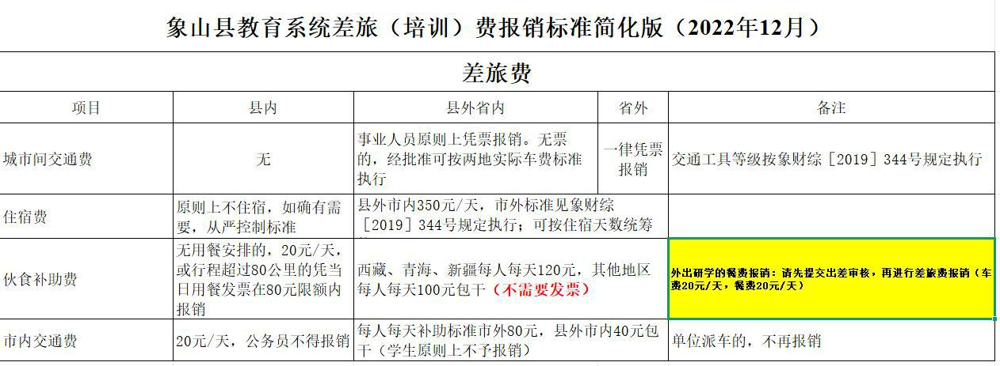 象山县教育系统差旅（培训）费报销标准简化版（2022年12月）
差旅费
项目
县内
县外省内
省外
备注
城市间交通费
无
事业人员原则上凭票报销。无票
的，经批准可按两地实际车费标准
执行
一律凭票
报销
交通工具等级按象财综［2019］344号规定执行
住宿费
原则上不住宿，如确有需
要，从严控制标准
县外市内350元/天，市外标准见象财综
［2019］344号规定执行；可按住宿天数统筹
伙食补助费
无用餐安排的，20元/天，
或行程超过80公里的凭当
日用餐发票在80元限额内
报销
西藏、青海、新疆每人每天120元，其他地区
每人每天100元包干（不需要发票）
外出研学的餐费报销：请先提交出差审核，再进行差旅费报销（车
费20元/天，餐费20元/天）
市内交通费
20元/天，公务员不得报销
每人每天补助标准市外80元，县外市内40元包
干（学生原则上不予报销）
单位派车的，不再报销